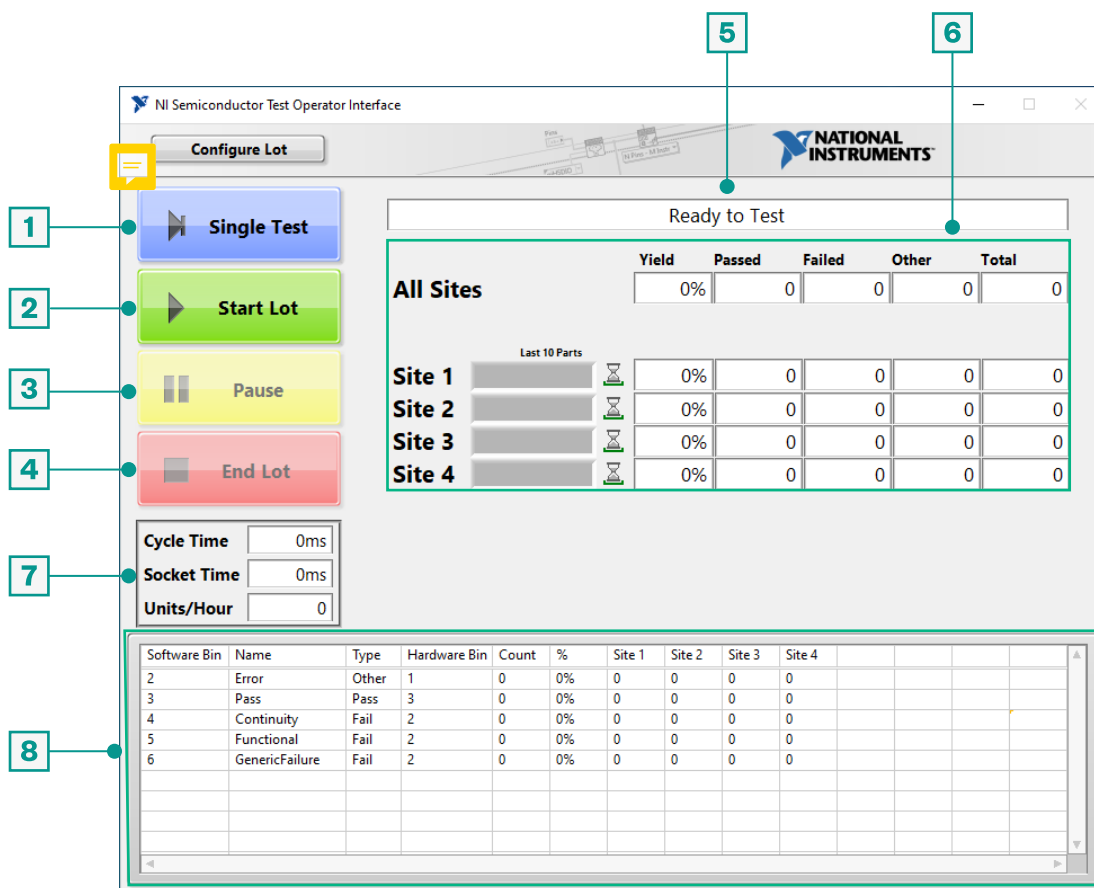 5 6
NI Semiconductor Test Operator Interface
Configure Lot
NATIONAL
INSTRUMENTS
1 Single Test
Ready to Test
Yield Passed Failed Other Total
All Sites 0% 0 0 0 0
2 Start Lot
Last 10 Parts
3 Pause
Site 1 0% 0 0 0 0
Site 2 0% 0 0 0 0
Site 3 0% 0 0 0 0
4 End Lot
Site 4 0% 0 0 0 0
Cycle Time 0ms
7 Socket Time 0ms
Units/Hour 0
Software Bin Name Type Hardware Bin Count % Site 1 Site 2 Site 3 Site 4
2 Error Other 1 0 0% 0 0 0 0
3 Pass Pass 3 0 0% 0 0 0 0
4 Continuity Fail 2 0 0% 0 0 0 0
5 Functional Fail 2 0 0% 0 0 0 0
6 GenericFailure Fail 2 0 0% 0 0 0 0
8